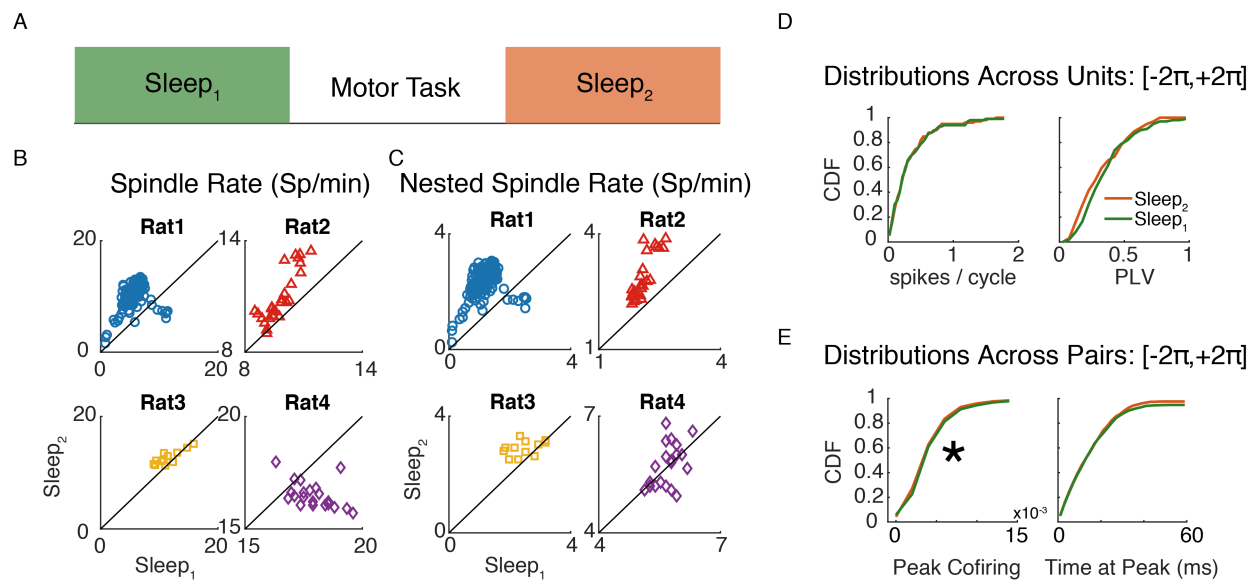 A
Sleep1
Motor Task
Sleep2
B
Spindle Rate (Sp/min)
Rat1
20
0
0
20
Rat2
14
8
8
14
Rat3
20
0
0
20
Rat4
20
15
15
20
Sleep2
Sleep1
C
Nested Spindle Rate (Sp/min)
Rat1
4
0
0
4
Rat2
4
1
1
4
Rat3
4
0
0
4
Rat4
7
4
4
7
Sleep2
Sleep1
D
Distributions Across Units: [-2π,+2π]
CDF
1
0.8
0.6
0.4
0.2
0
0
1
2
spikes / cycle
Sleep2
Sleep1
0
0.5
1
PLV
E
Distributions Across Pairs: [-2π,+2π]
CDF
1
0.8
0.6
0.4
0.2
0
*
x10-3
0
15
Peak Cofiring
0
60
Time at Peak (ms)